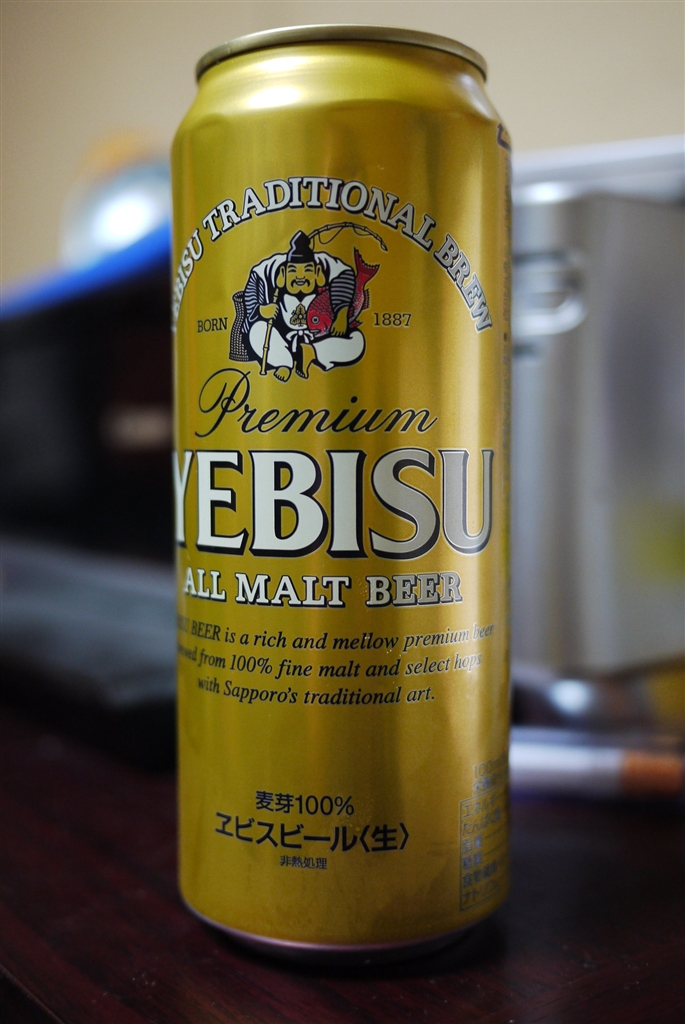 YEBISU TRADITIONAL BREW
BORN 1887
Premium
YEBISU
ALL MALT BEER
BEER is a rich and mellow premium beer
from 100% fine malt and select hops
with Sapporo's traditional art.
麦芽100%
ヱビスビール〈生〉
非熱処理